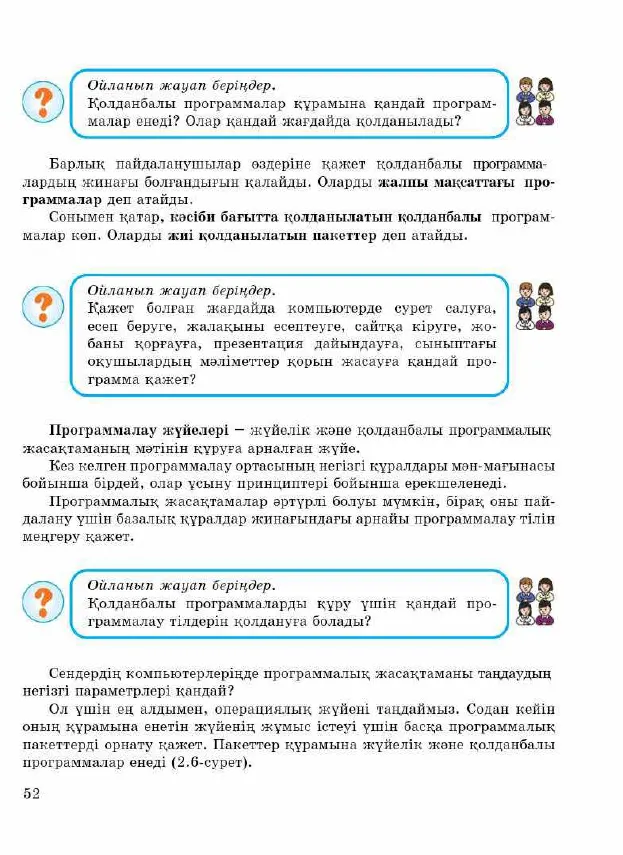 Ойланып жауап беріңдер.
Қолданбалы программалар құрамына қандай програм-
малар енеді? Олар қандай жағдайда қолданылады?
Барлық пайдаланушылар өздеріне қажет қолданбалы программа-
лардың жинағы болғандығын қалайды. Оларды жалпы мақсаттағы про-
граммалар деп атайды.
Сонымен қатар, кәсіби бағытта қолданылатын қолданбалы програм-
малар көп. Оларды жиі қолданылатын пакеттер деп атайды.
Ойланып жауап беріңдер.
Қажет болған жағдайда компьютерде сурет салуға,
есеп беруге, жалақыны есептеуге, сайтқа кіруге, жо-
баны қорғауға, презентация дайындауға, сыныптағы
оқушылардың мәліметтер қорын жасауға қандай про-
грамма қажет?
Программалау жүйелері – жүйелік және қолданбалы программалық
жасақтаманың мәтінін құруға арналған жүйе.
Кез келген программалау ортасының негізгі құралдары мән-мағынасы
бойынша бірдей, олар ұсыну принциптері бойынша ерекшеленеді.
Программалық жасақтамалар әртүрлі болуы мүмкін, бірақ оны пай-
далану үшін базалық құралдар жинағындағы арнайы программалау тілін
меңгеру қажет.
Ойланып жауап беріңдер.
Қолданбалы программаларды құру үшін қандай про-
граммалау тілдерін қолдануға болады?
Сендердің компьютерлеріңде программалық жасақтаманы таңдаудың
негізгі параметрлері қандай?
Ол үшін ең алдымен, операциялық жүйені таңдаймыз. Содан кейін
оның құрамына енетін жүйенің жұмыс істеуі үшін басқа программалық
пакеттерді орнату қажет. Пакеттер құрамына жүйелік және қолданбалы
программалар енеді (2.6-сурет).
52